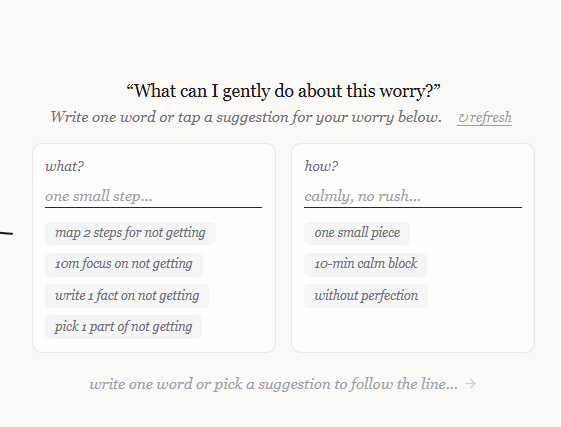 “What can I gently do about this worry?”
Write one word or tap a suggestion for your worry below. ↻ refresh
what?
one small step...
map 2 steps for not getting
10m focus on not getting
write 1 fact on not getting
pick 1 part of not getting
how?
calmly, no rush...
one small piece
10-min calm block
without perfection
write one word or pick a suggestion to follow the line... →